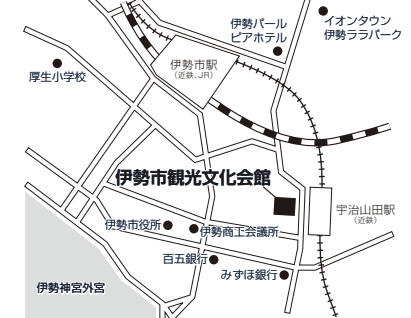 伊勢パール
ピアホテル
イオンタウン
伊勢ララパーク
伊勢市駅
(近鉄、JR)
厚生小学校
伊勢市観光文化会館
宇治山田駅
(近鉄)
伊勢市役所
伊勢商工会議所
百五銀行
みずほ銀行
伊勢神宮外宮